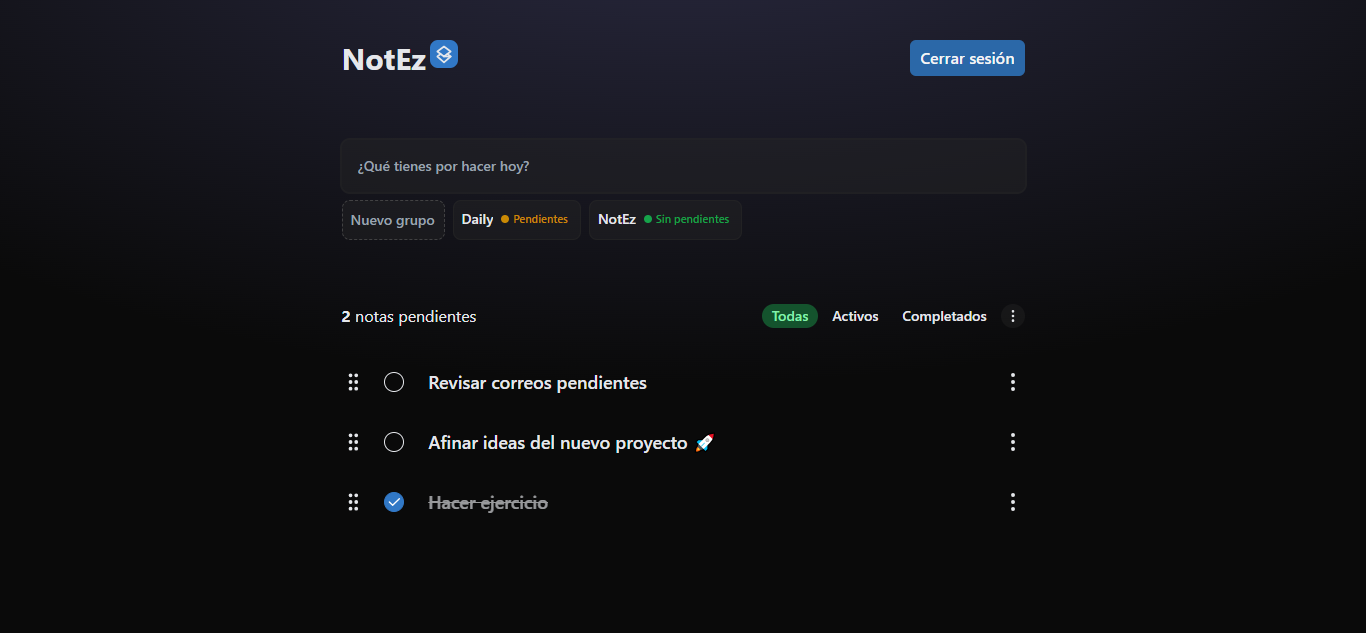 NotEz
Cerrar sesión
¿Qué tienes por hacer hoy?
Nuevo grupo
Daily Pendientes
NotEz Sin pendientes
2 notas pendientes
Todas
Activos
Completados
Revisar correos pendientes
Afinar ideas del nuevo proyecto 🚀
Hacer ejercicio